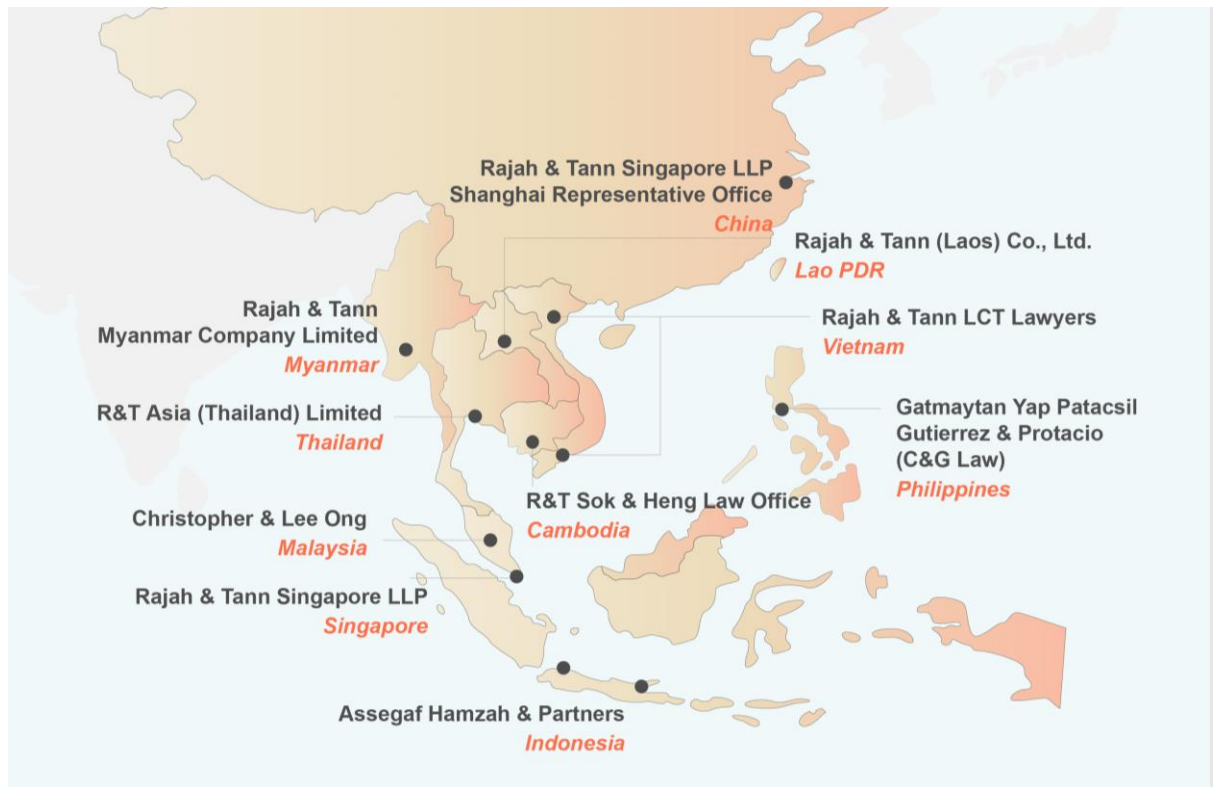 Rajah & Tann Singapore LLP
Shanghai Representative Office
China
Rajah & Tann (Laos) Co., Ltd.
Lao PDR
Rajah & Tann
Myanmar Company Limited
Myanmar
Rajah & Tann LCT Lawyers
Vietnam
R&T Asia (Thailand) Limited
Thailand
Gatmaytan Yap Patacsil
Gutierrez & Protacio
(C&G Law)
Philippines
R&T Sok & Heng Law Office
Cambodia
Christopher & Lee Ong
Malaysia
Rajah & Tann Singapore LLP
Singapore
Assegaf Hamzah & Partners
Indonesia